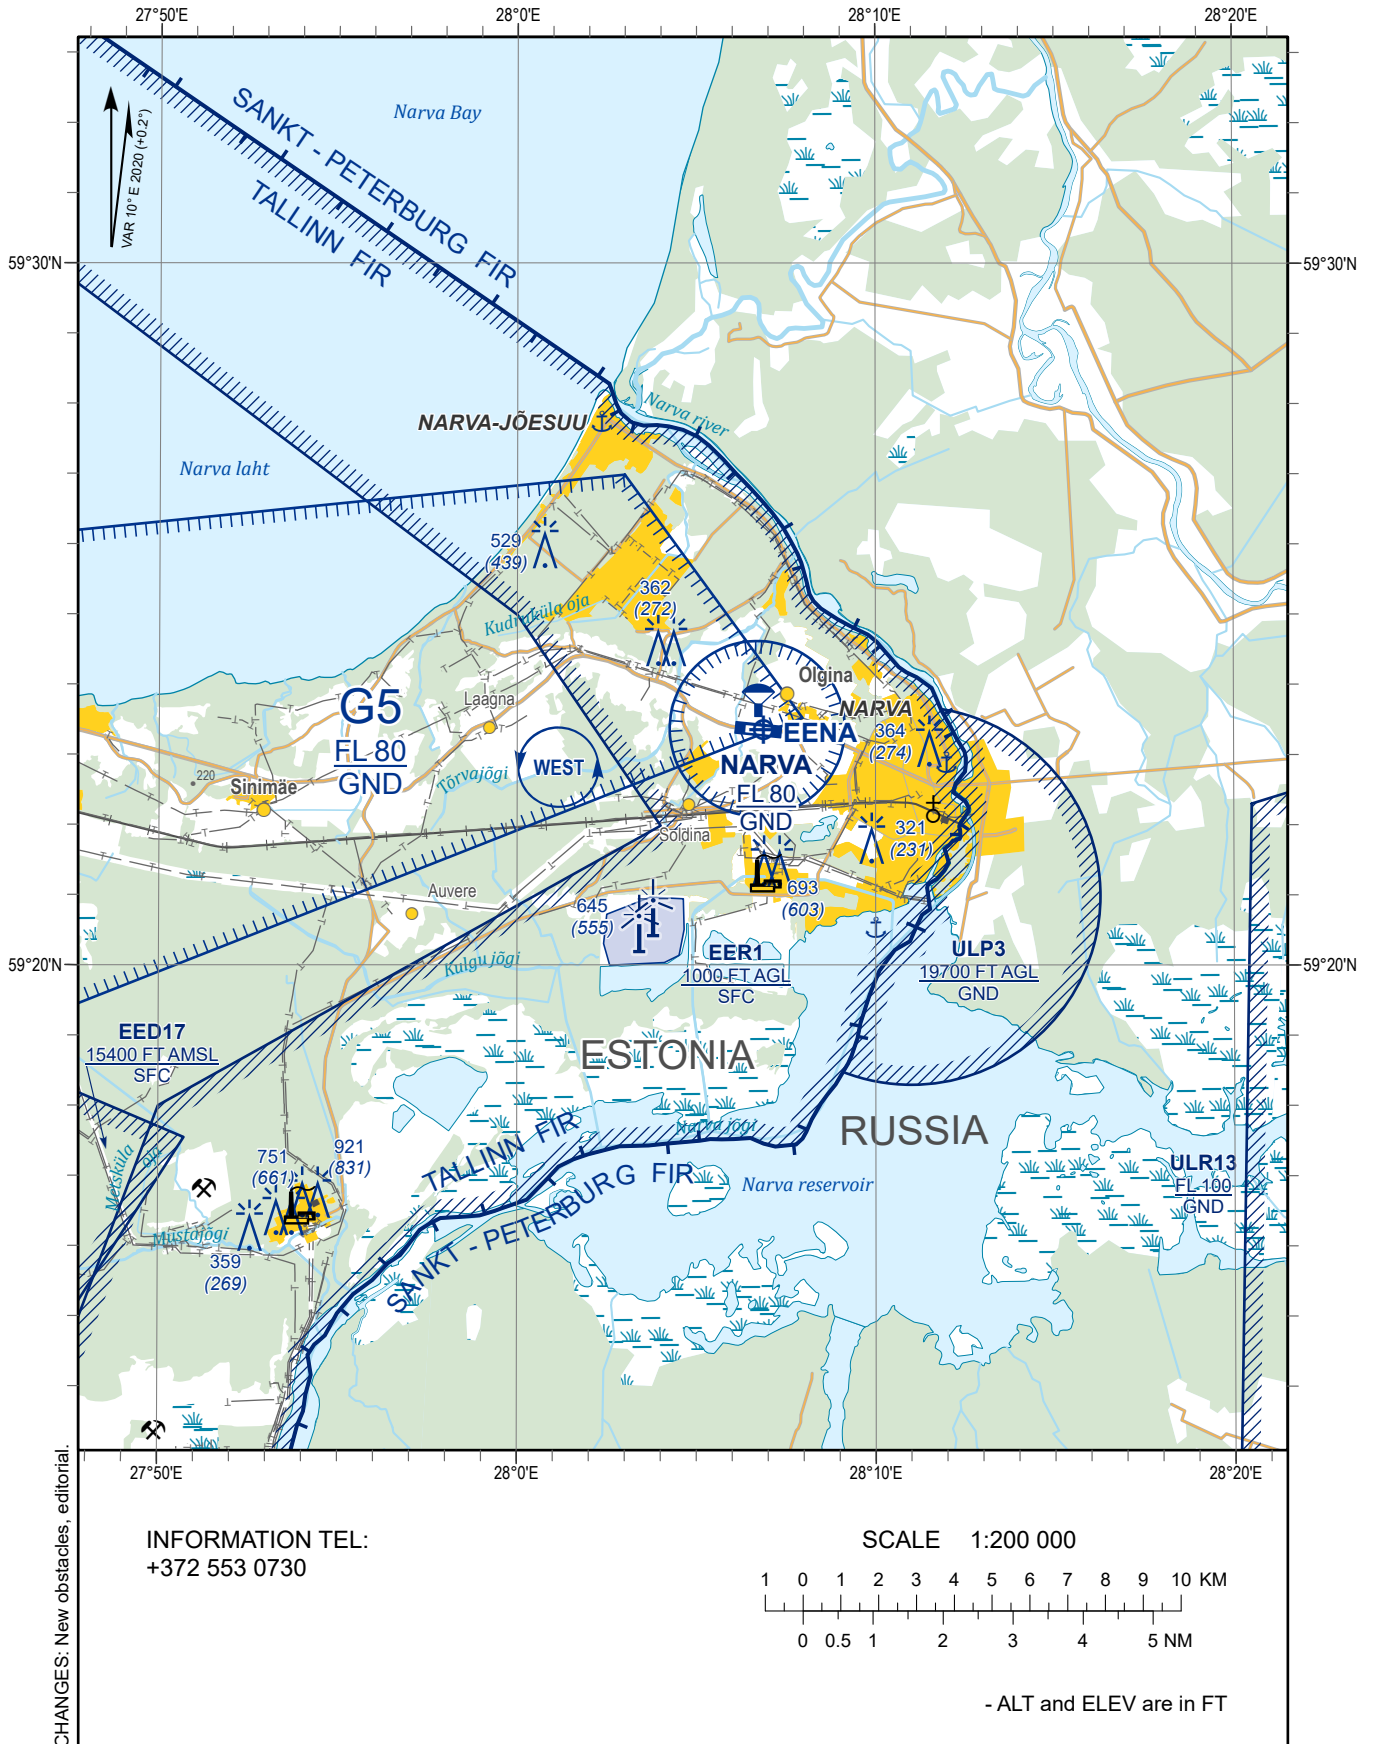 27°50'E 28°0'E 28°10'E 28°20'E
VAR 10° E 2020 (+0.2°)
Narva Bay
SANKT - PETERBURG FIR
TALLINN FIR
59°30'N 59°30'N
NARVA-JÕESUU
Narva river
Narva laht
529
(439)
362
(272)
Kudruküla oja
Olgina
Laagna
G5
FL 80
GND
NARVA
364
(274)
EENA
NARVA
FL 80
GND
WEST
220
Sinimäe
Tõrvajõgi
Soldina
321
(231)
Auvere
693
(603)
645
(555)
EER1
1000 FT AGL
SFC
ULP3
19700 FT AGL
GND
Kulgu jõgi
59°20'N 59°20'N
EED17
15400 FT AMSL
SFC
ESTONIA
RUSSIA
Narva jõgi
TALLINN FIR
SANKT - PETERBURG FIR
Narva reservoir
ULR13
FL 100
GND
Metsküla
oja
751
(661)
921
(831)
Mustajõgi
359
(269)
27°50'E 28°0'E 28°10'E 28°20'E
CHANGES: New obstacles, editorial.
INFORMATION TEL:
+372 553 0730
SCALE 1:200 000
1 0 1 2 3 4 5 6 7 8 9 10 KM
0 0.5 1 2 3 4 5 NM
- ALT and ELEV are in FT